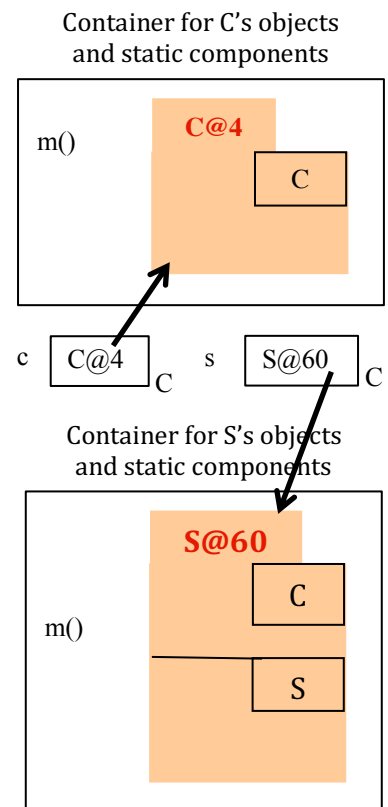 Container for C's objects
and static components
C@4
m()
C
c C@4 C s S@60 C
Container for S's objects
and static components
S@60
C
m()
S